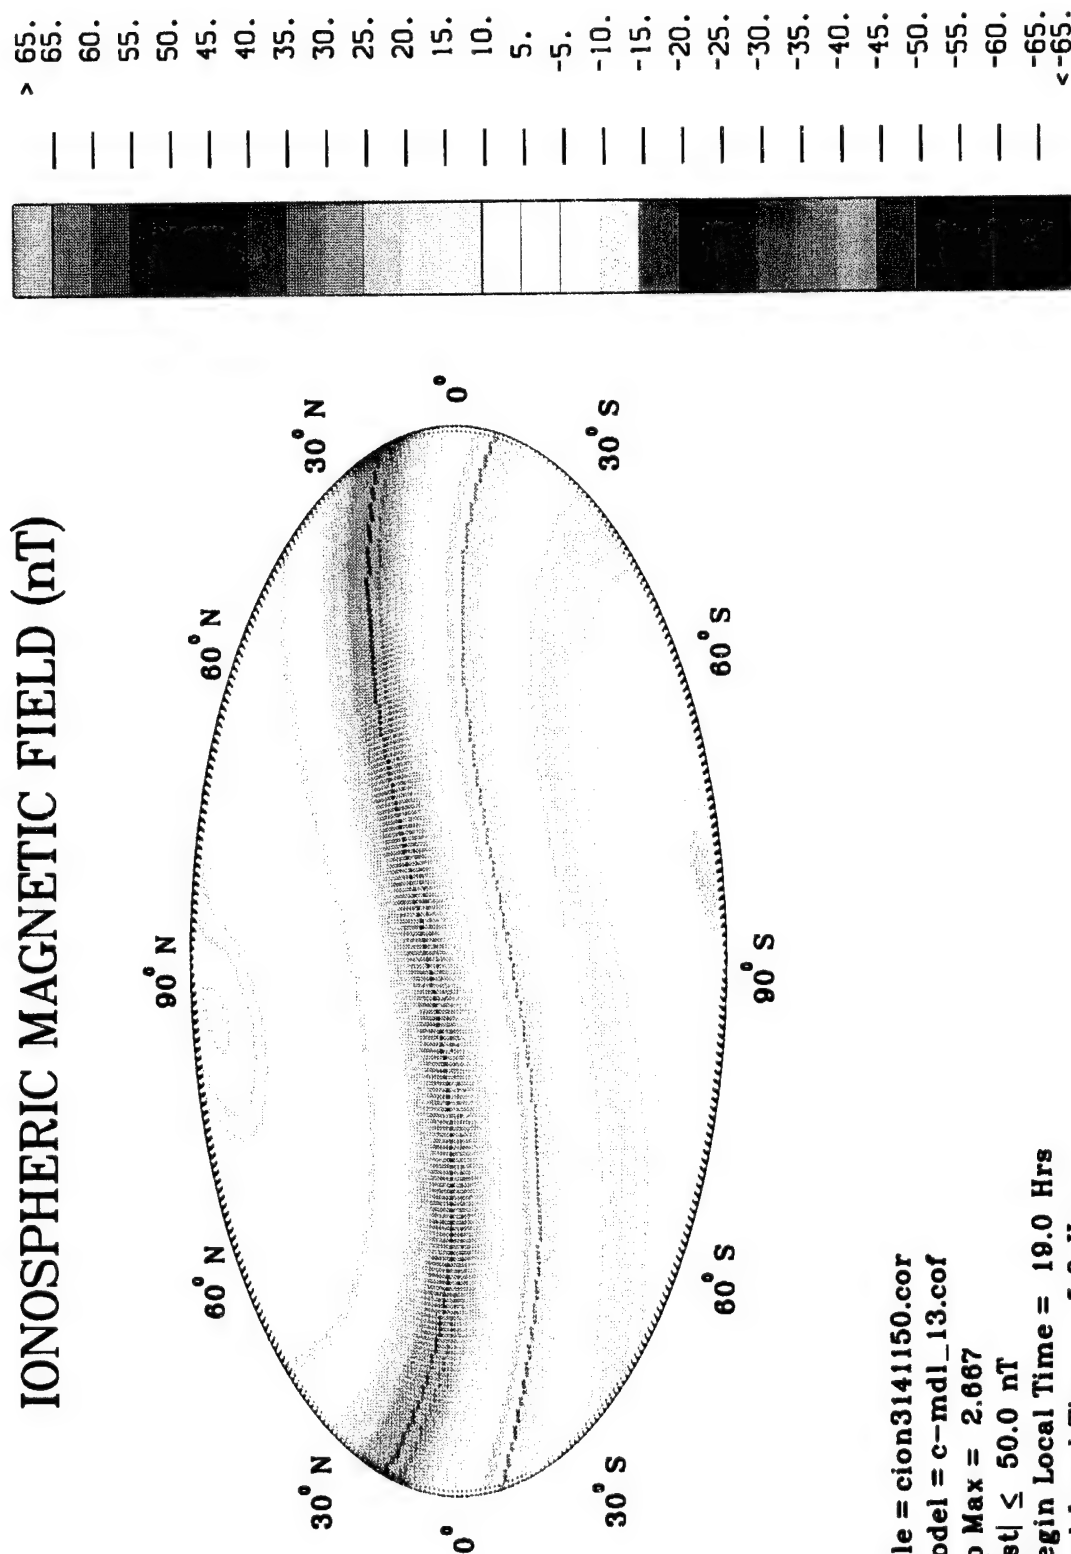 IONOSPHERIC MAGNETIC FIELD (nT)
90° N
60° N
60° N
30° N
30° N
0°
0°
30° S
30° S
60° S
60° S
90° S
> 65.
65.
60.
55.
50.
45.
40.
35.
30.
25.
20.
15.
10.
5.
-5.
-10.
-15.
-20.
-25.
-30.
-35.
-40.
-45.
-50.
-55.
-60.
-65.
<-65.
le = cion3141150.cor
odel = c-mdl_13.cof
p Max = 2.667
st| ≤ 50.0 nT
egin Local Time = 19.0 Hrs